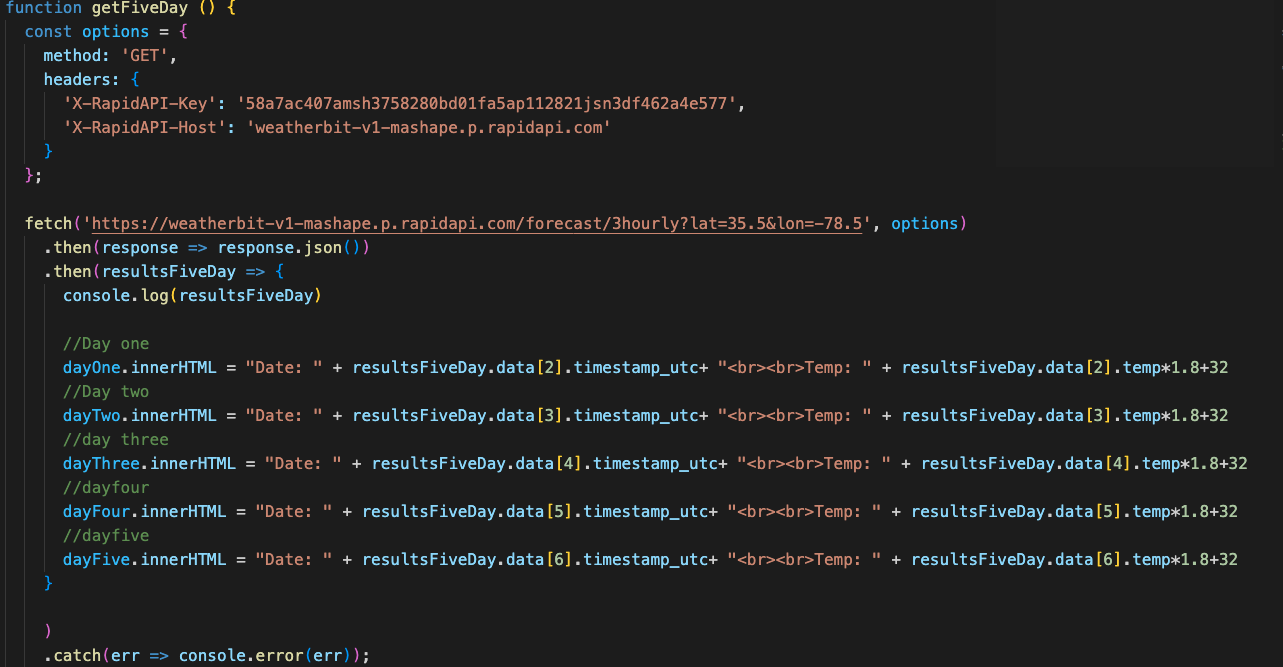 function getFiveDay () {
const options = {
method: 'GET',
headers: {
'X-RapidAPI-Key': '58a7ac407amsh3758280bd01fa5ap112821jsn3df462a4e577',
'X-RapidAPI-Host': 'weatherbit-v1-mashape.p.rapidapi.com'
}
};
fetch('https://weatherbit-v1-mashape.p.rapidapi.com/forecast/3hourly?lat=35.5&lon=-78.5', options)
.then(response => response.json())
.then(resultsFiveDay => {
console.log(resultsFiveDay)
//Day one
dayOne.innerHTML = "Date: " + resultsFiveDay.data[2].timestamp_utc+ "<br><br>Temp: " + resultsFiveDay.data[2].temp*1.8+32
//Day two
dayTwo.innerHTML = "Date: " + resultsFiveDay.data[3].timestamp_utc+ "<br><br>Temp: " + resultsFiveDay.data[3].temp*1.8+32
//day three
dayThree.innerHTML = "Date: " + resultsFiveDay.data[4].timestamp_utc+ "<br><br>Temp: " + resultsFiveDay.data[4].temp*1.8+32
//dayfour
dayFour.innerHTML = "Date: " + resultsFiveDay.data[5].timestamp_utc+ "<br><br>Temp: " + resultsFiveDay.data[5].temp*1.8+32
//dayfive
dayFive.innerHTML = "Date: " + resultsFiveDay.data[6].timestamp_utc+ "<br><br>Temp: " + resultsFiveDay.data[6].temp*1.8+32
}
)
.catch(err => console.error(err));